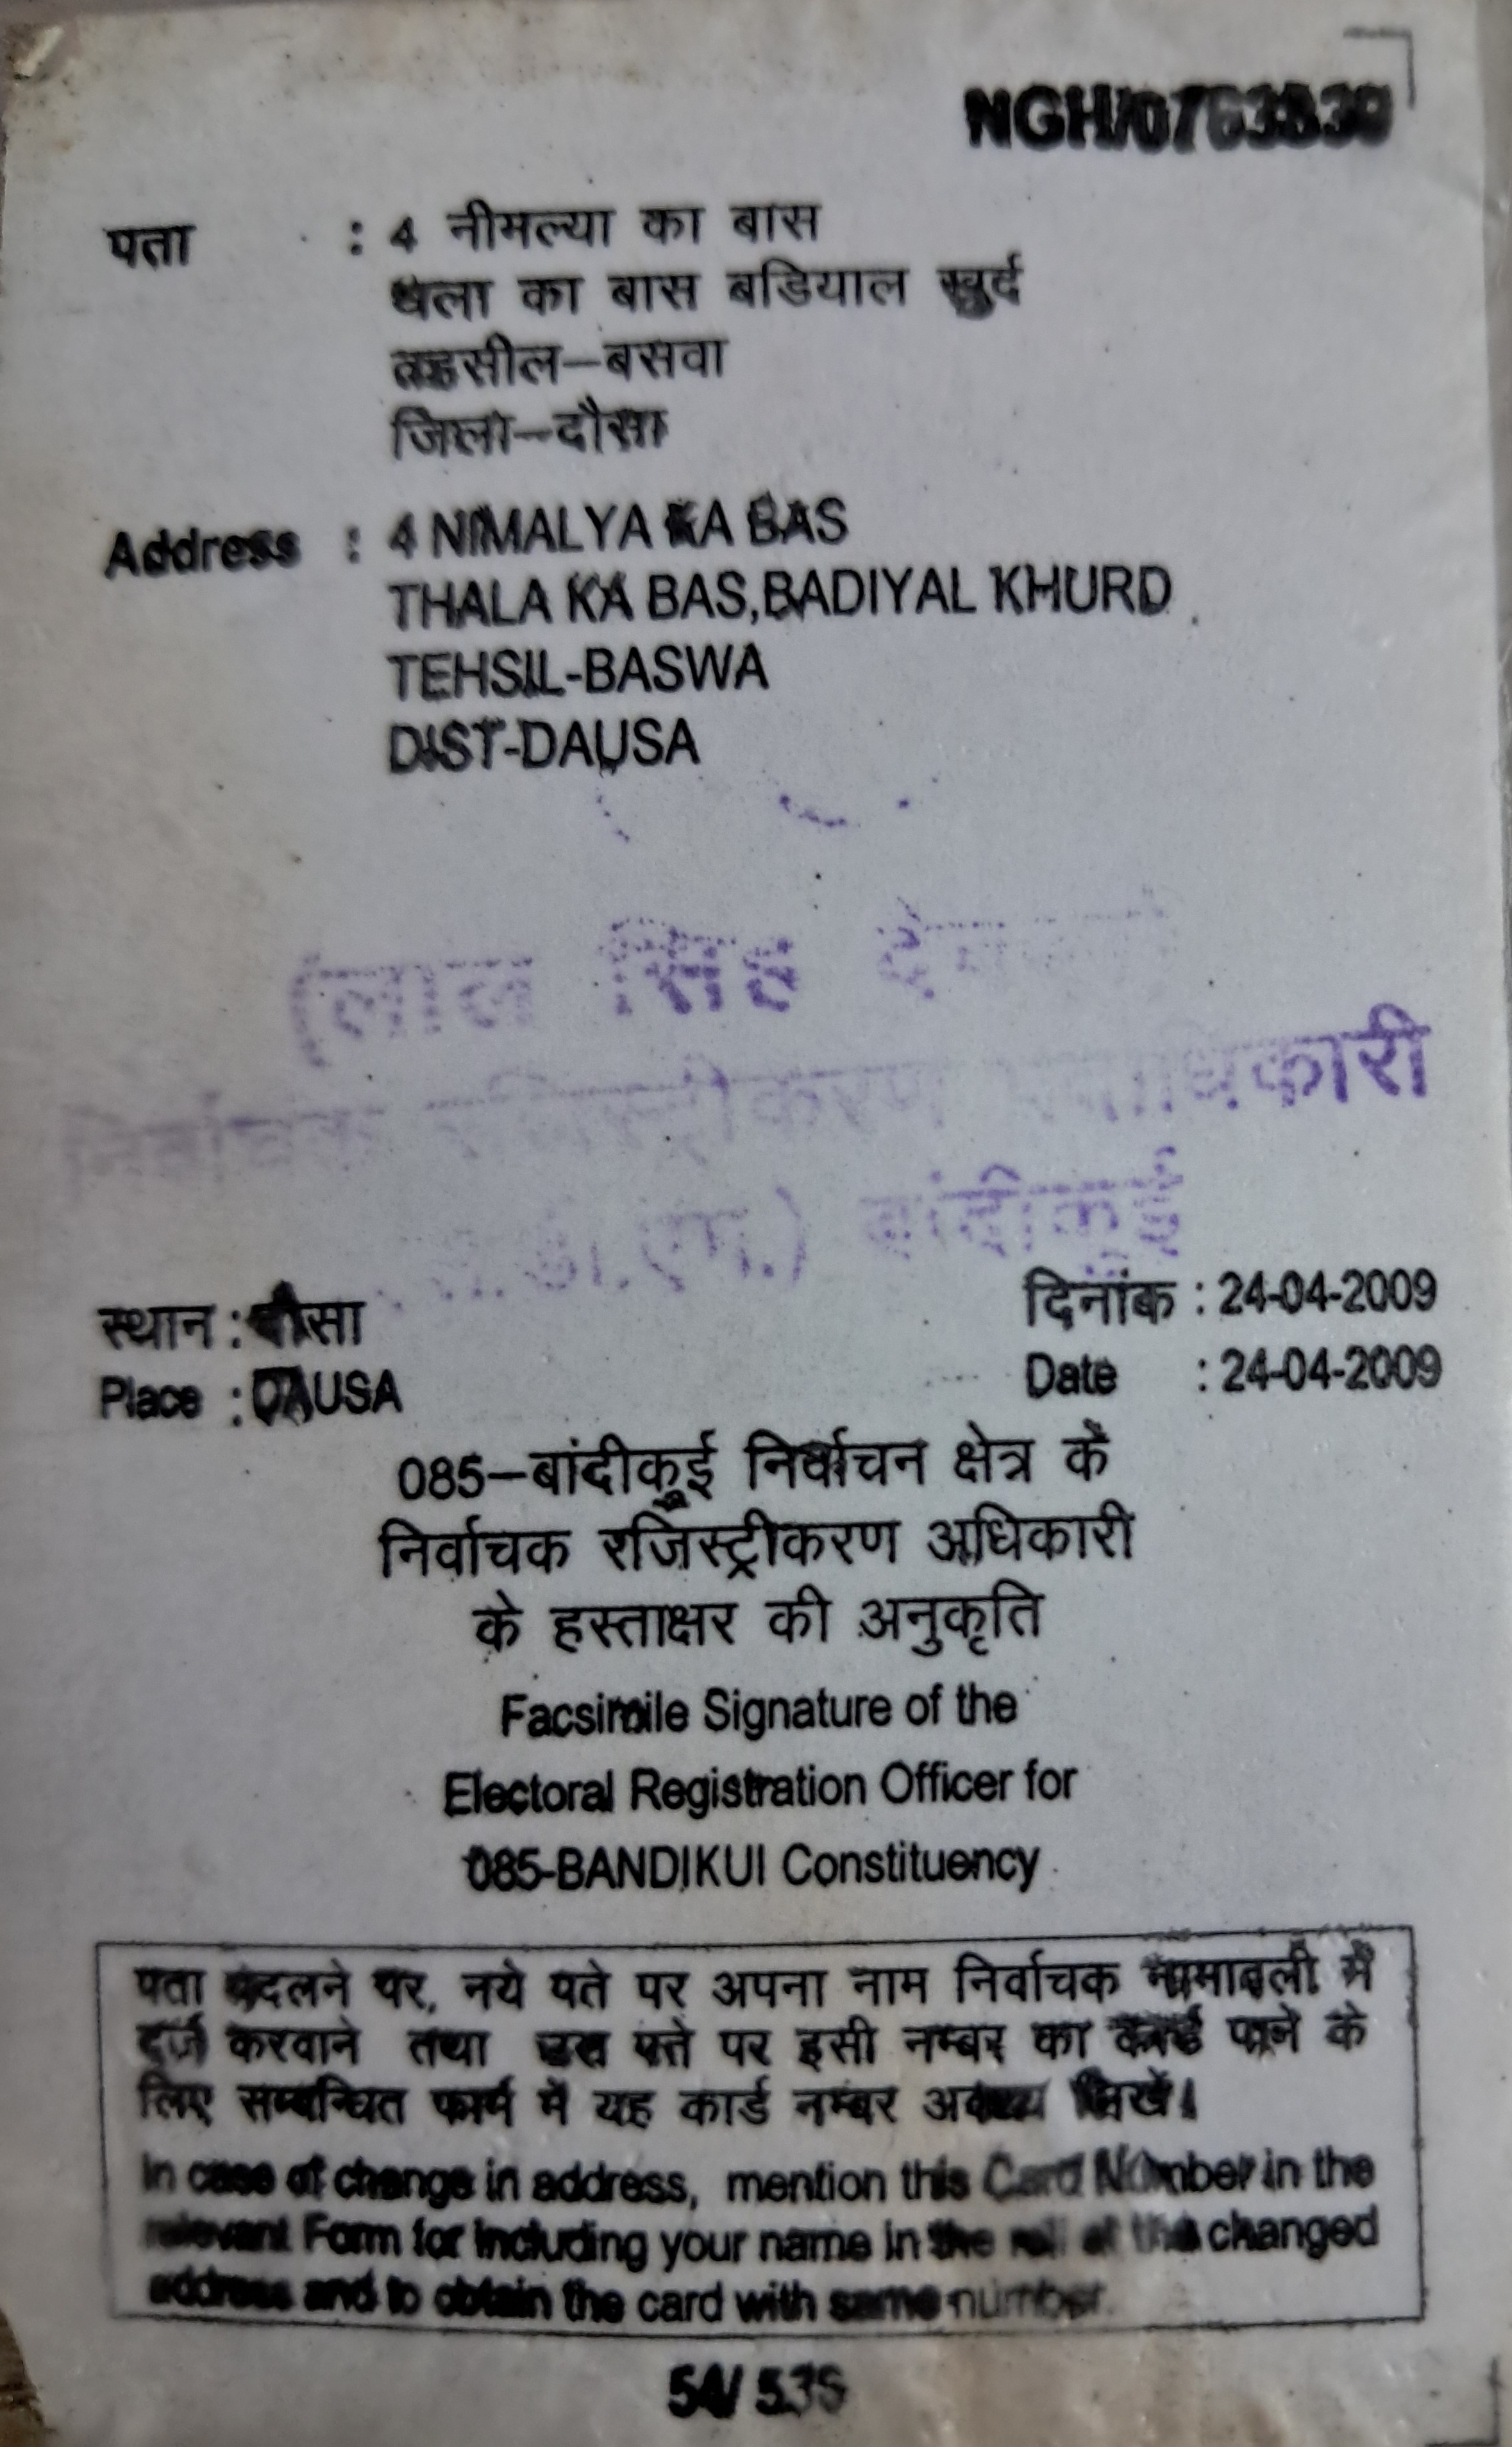 पता : 4 नीमल्या का बास
थला का बास बडियाल खुर्द
तहसील–बसवा
जिला–दौसा
Address : 4 NIMALYA KA BAS
THALA KA BAS,BADIYAL KHURD
TEHSIL-BASWA
DIST-DAUSA
(लाल सिंह
निर्वाचक रजिस्ट्रीकरण
बांदीकुई
स्थान : दौसा दिनांक : 24-04-2009
Place : DAUSA Date : 24-04-2009
085–बांदीकुई निर्वाचन क्षेत्र के
निर्वाचक रजिस्ट्रीकरण अधिकारी
के हस्ताक्षर की अनुकृति
Facsimile Signature of the
Electoral Registration Officer for
085-BANDIKUI Constituency
पता बदलने पर, नये पते पर अपना नाम निर्वाचक नामावली में
दर्ज करवाने तथा उस पते पर इसी नम्बर का कार्ड पाने के
लिए सम्बन्धित फार्म में यह कार्ड नम्बर अवश्य लिखें।
In case of change in address, mention this Card Number in the
relevant Form for including your name in the roll at the changed
address and to obtain the card with same number.